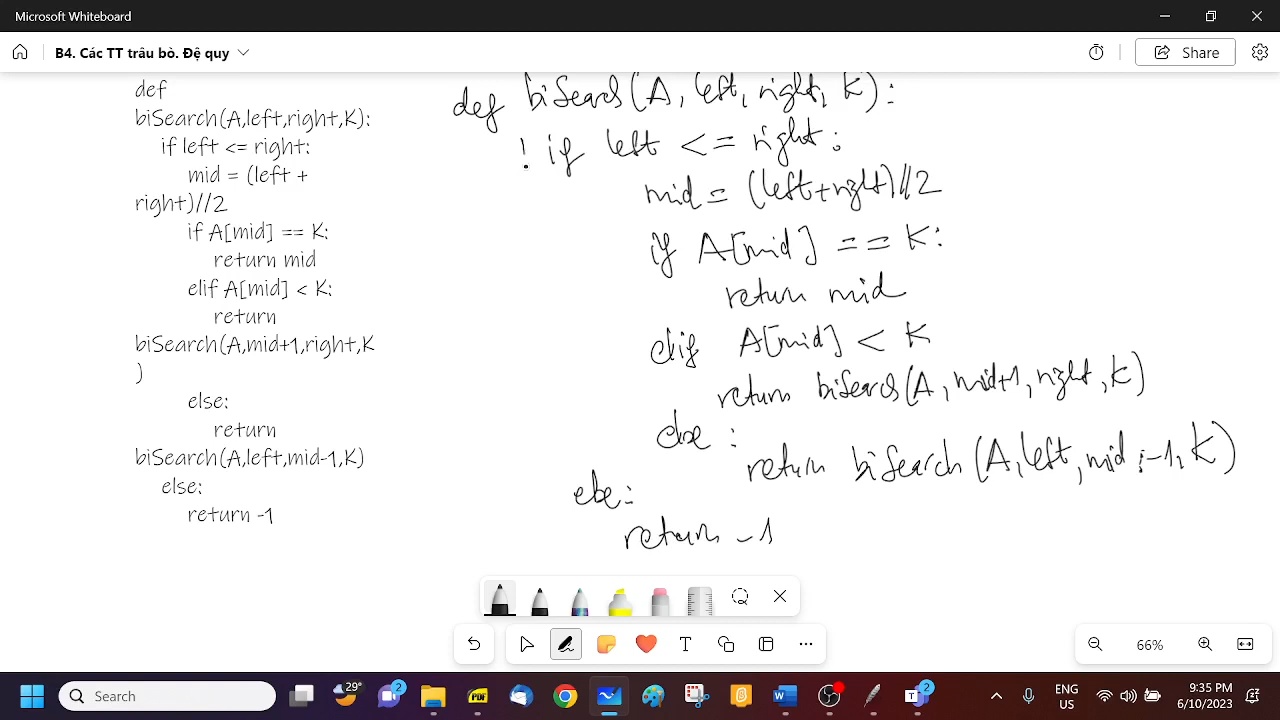 Microsoft Whiteboard
B4. Các TT trâu bò. Đệ quy
Share
def
biSearch(A,left,right,K):
if left <= right:
mid = (left +
right)//2
if A[mid] == K:
return mid
elif A[mid] < K:
return
biSearch(A,mid+1,right,K
)
else:
return
biSearch(A,left,mid-1,K)
else:
return -1
def biSearch(A, left, right, K):
! if left <= right:
mid = (left+right)//2
if A[mid] == K:
return mid
elif A[mid] < K
return biSearch(A, mid+1, right, K)
else :
return biSearch(A, left, mid :-1, K)
else:
return -1
66%
Search
29°
2
PDF
2
ENG
US
9:35 PM
6/10/2023